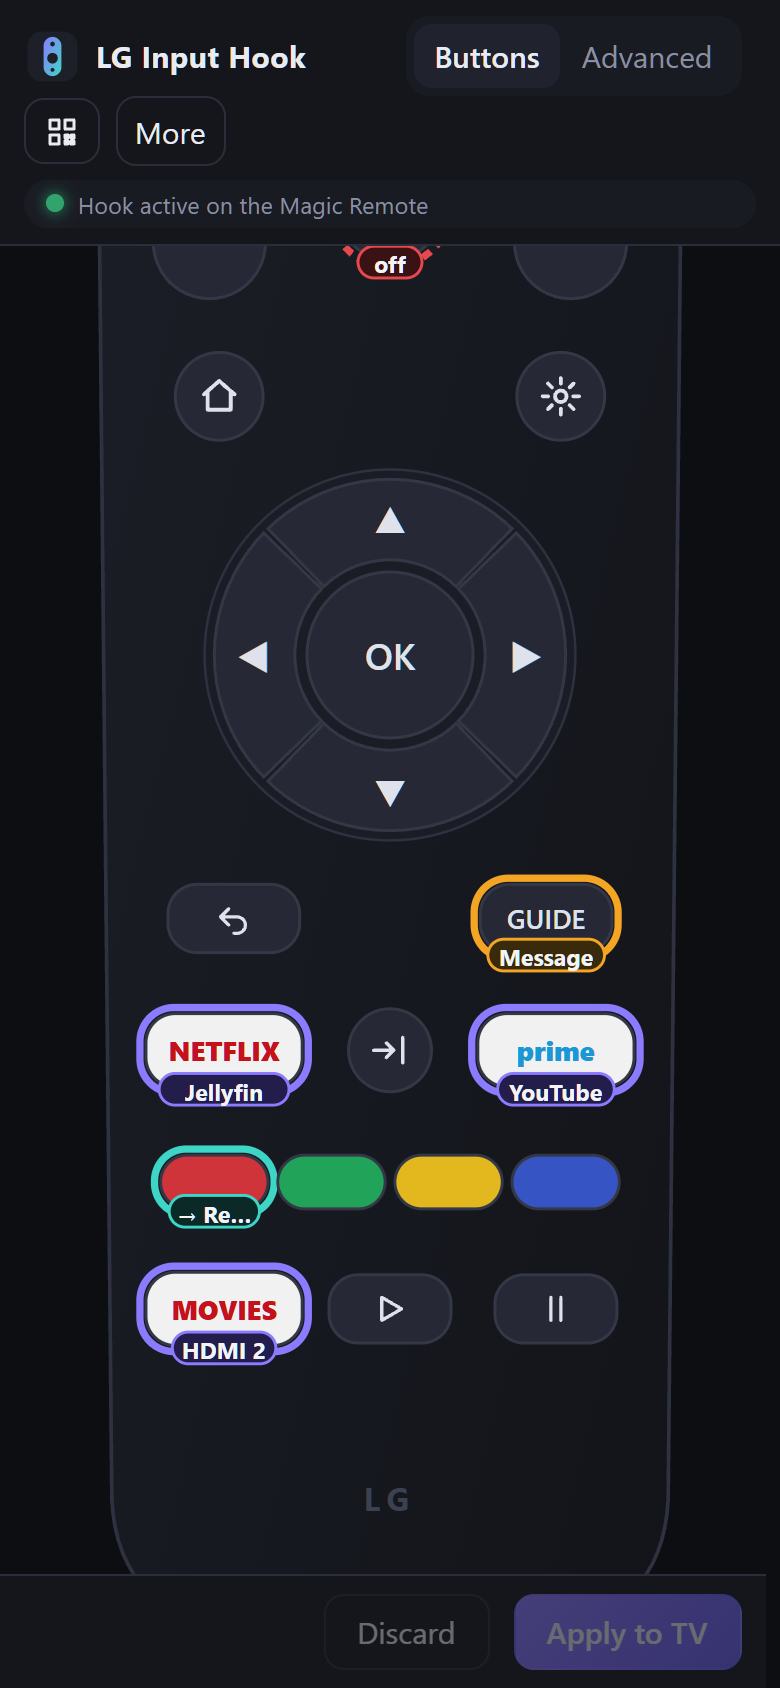 LG Input Hook
Buttons
Advanced
More
Hook active on the Magic Remote
off
OK
GUIDE
Message
NETFLIX
prime
Jellyfin
YouTube
→ Re...
MOVIES
HDMI 2
LG
Discard
Apply to TV